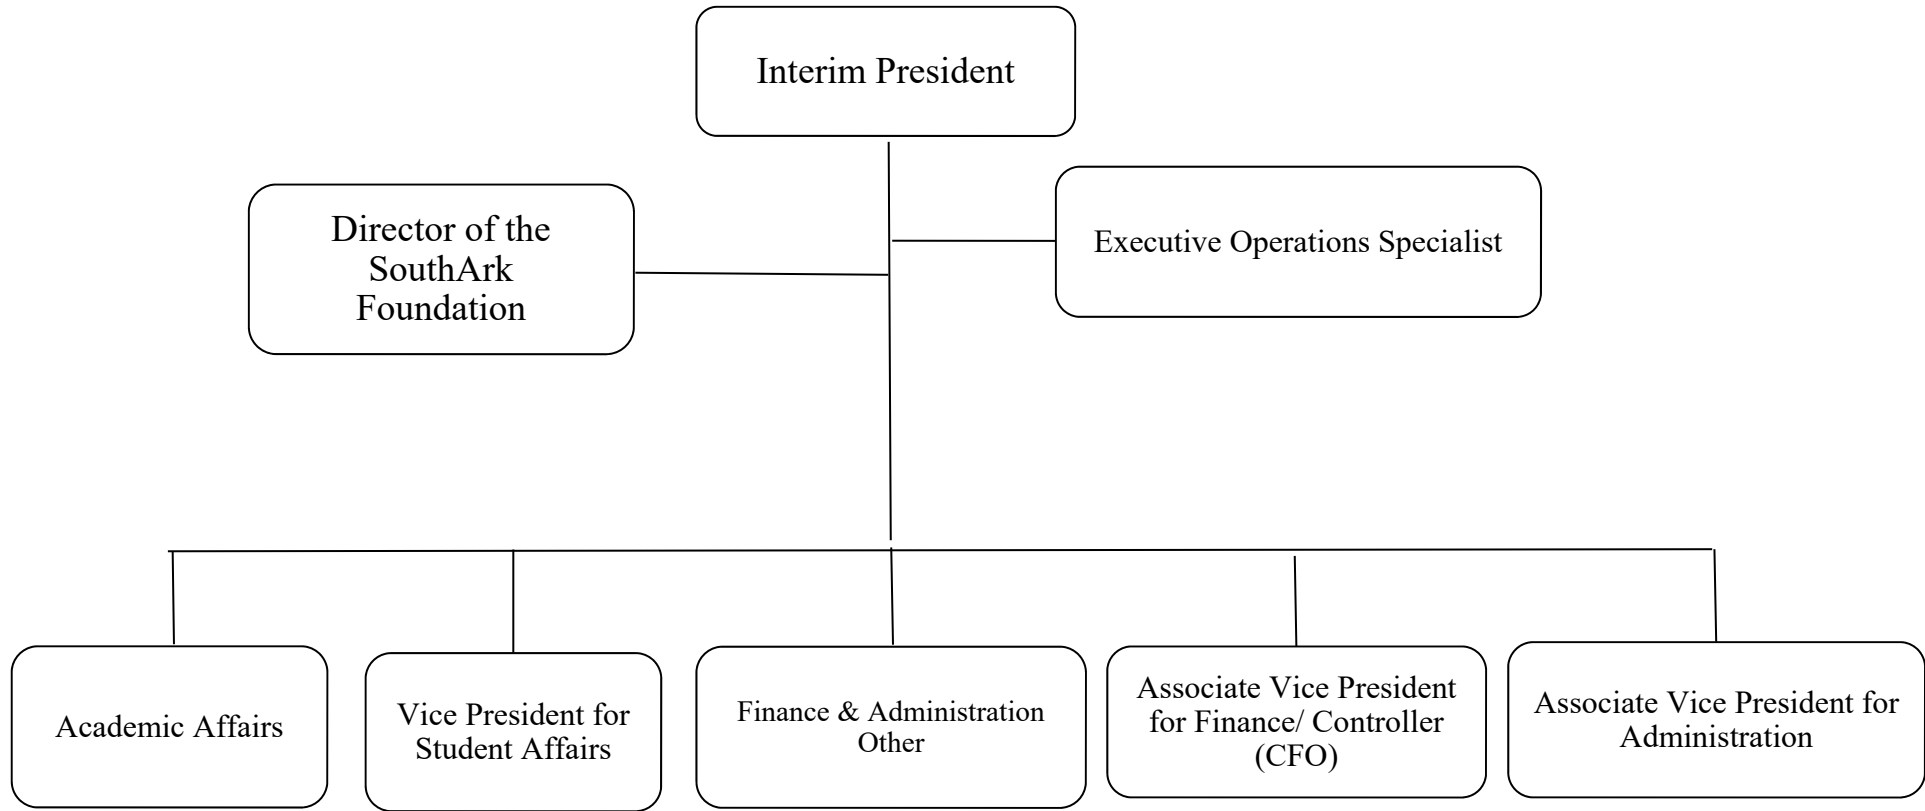 Interim President
Director of the
SouthArk
Foundation
Executive Operations Specialist
Academic Affairs
Vice President for
Student Affairs
Finance & Administration
Other
Associate Vice President
for Finance/ Controller
(CFO)
Associate Vice President for
Administration